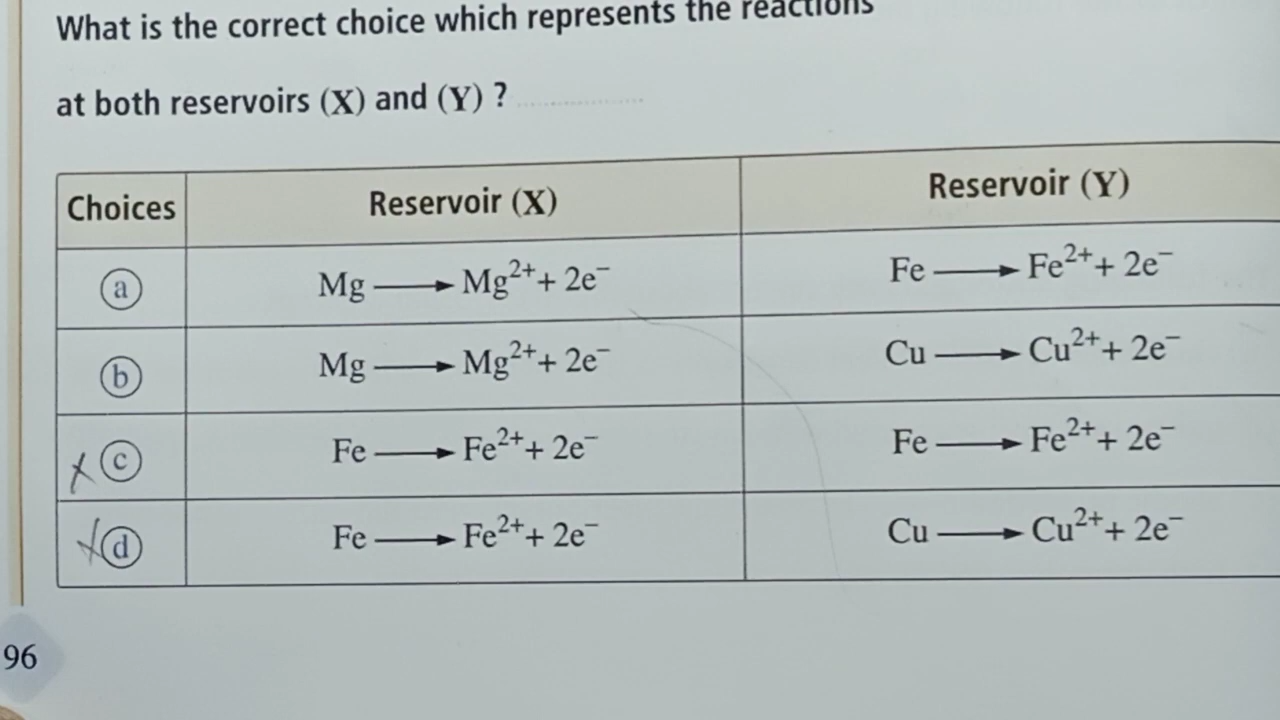 What is the correct choice which represents the reactions
at both reservoirs (X) and (Y) ? ....................
Choices Reservoir (X) Reservoir (Y)
a Mg ⟶ Mg²⁺ + 2e⁻ Fe ⟶ Fe²⁺ + 2e⁻
b Mg ⟶ Mg²⁺ + 2e⁻ Cu ⟶ Cu²⁺ + 2e⁻
c Fe ⟶ Fe²⁺ + 2e⁻ Fe ⟶ Fe²⁺ + 2e⁻
d Fe ⟶ Fe²⁺ + 2e⁻ Cu ⟶ Cu²⁺ + 2e⁻
96